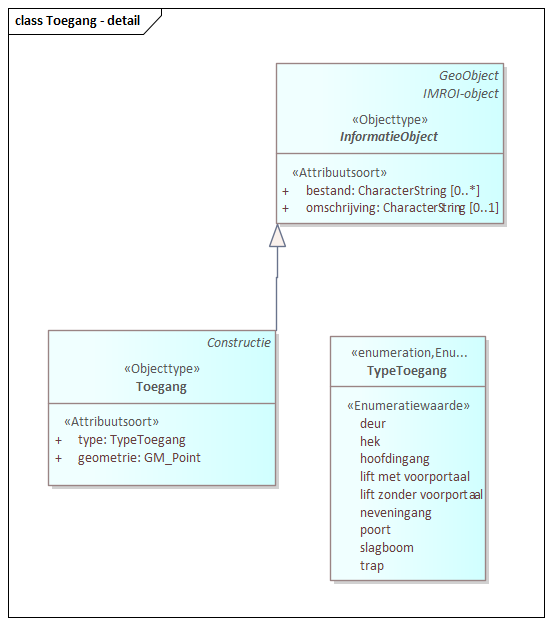 class Toegang - detail
GeoObject
IMROI-object
«Objecttype»
InformatieObject
«Attribuutsoort»
+ bestand: CharacterString [0..*]
+ omschrijving: CharacterString [0..1]
Constructie
«Objecttype»
Toegang
«Attribuutsoort»
+ type: TypeToegang
+ geometrie: GM_Point
«enumeration,Enu...
TypeToegang
«Enumeratiewaarde»
deur
hek
hoofdingang
lift met voorportaal
lift zonder voorportaal
neveningang
poort
slagboom
trap